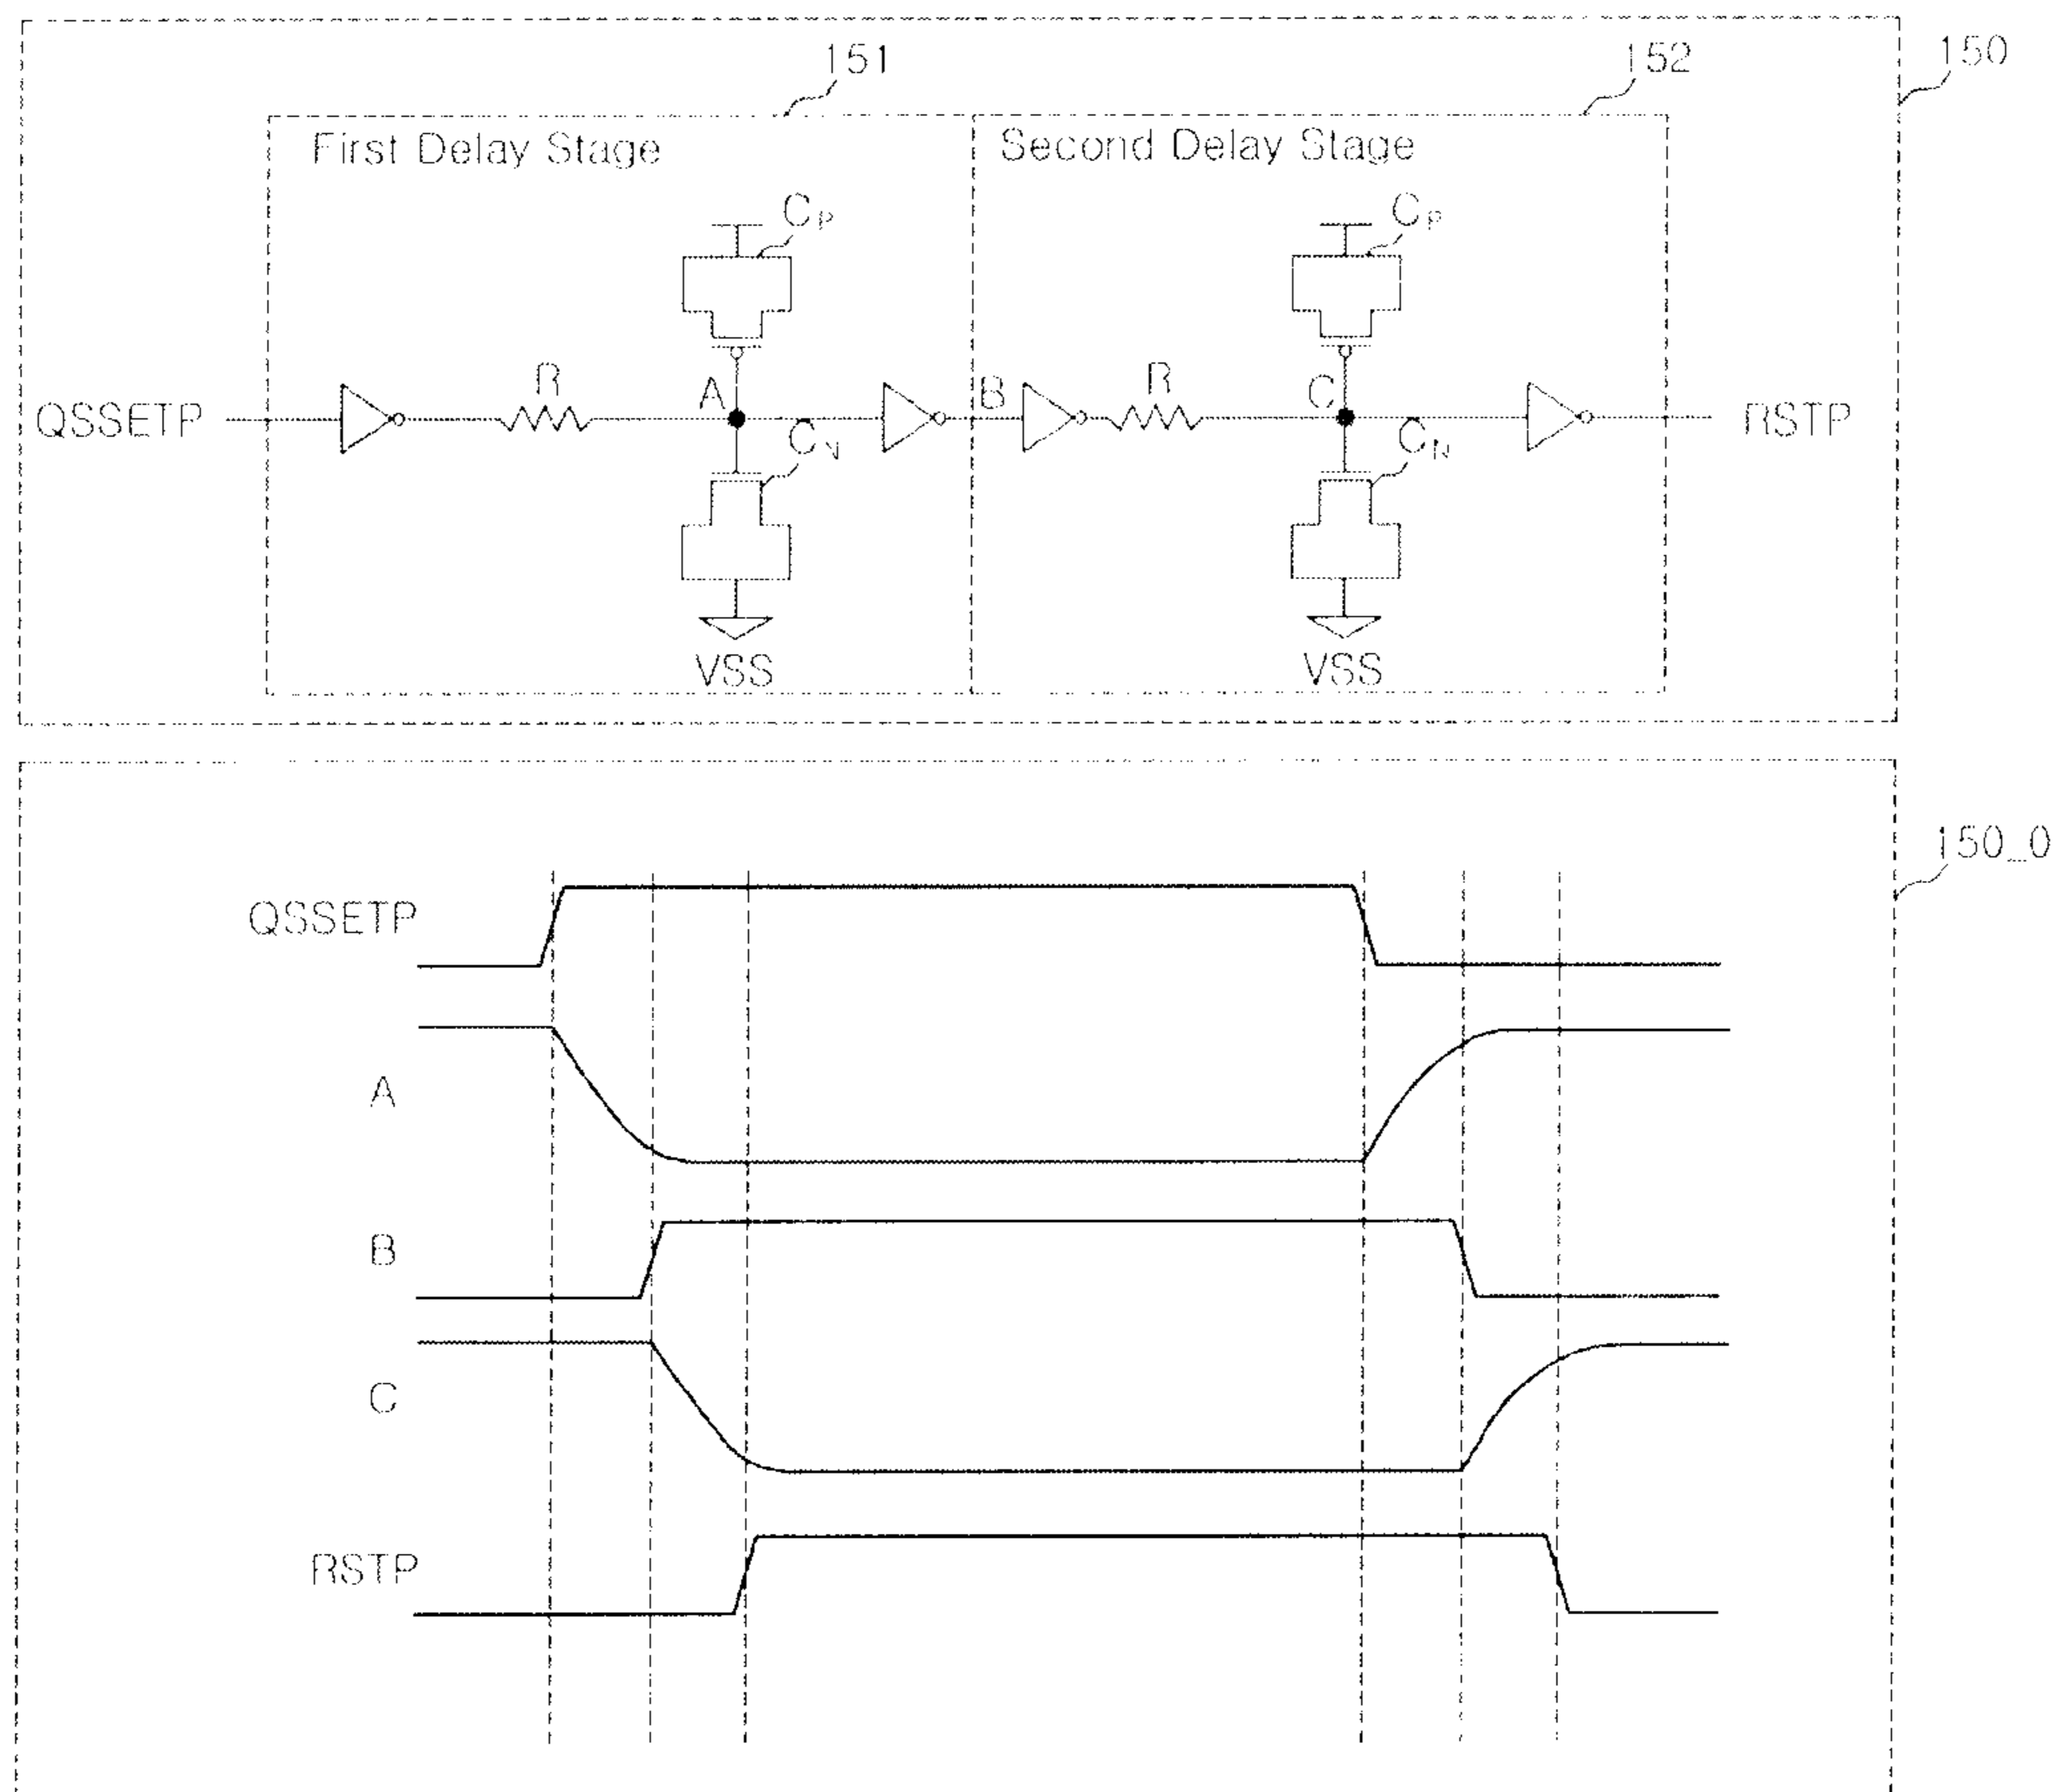 151
152
150
First Delay Stage
Second Delay Stage
CP
CP
QSSETP
R
A
B
R
C
RSTP
CN
CN
VSS
VSS
150_0
QSSETP
A
B
C
RSTP